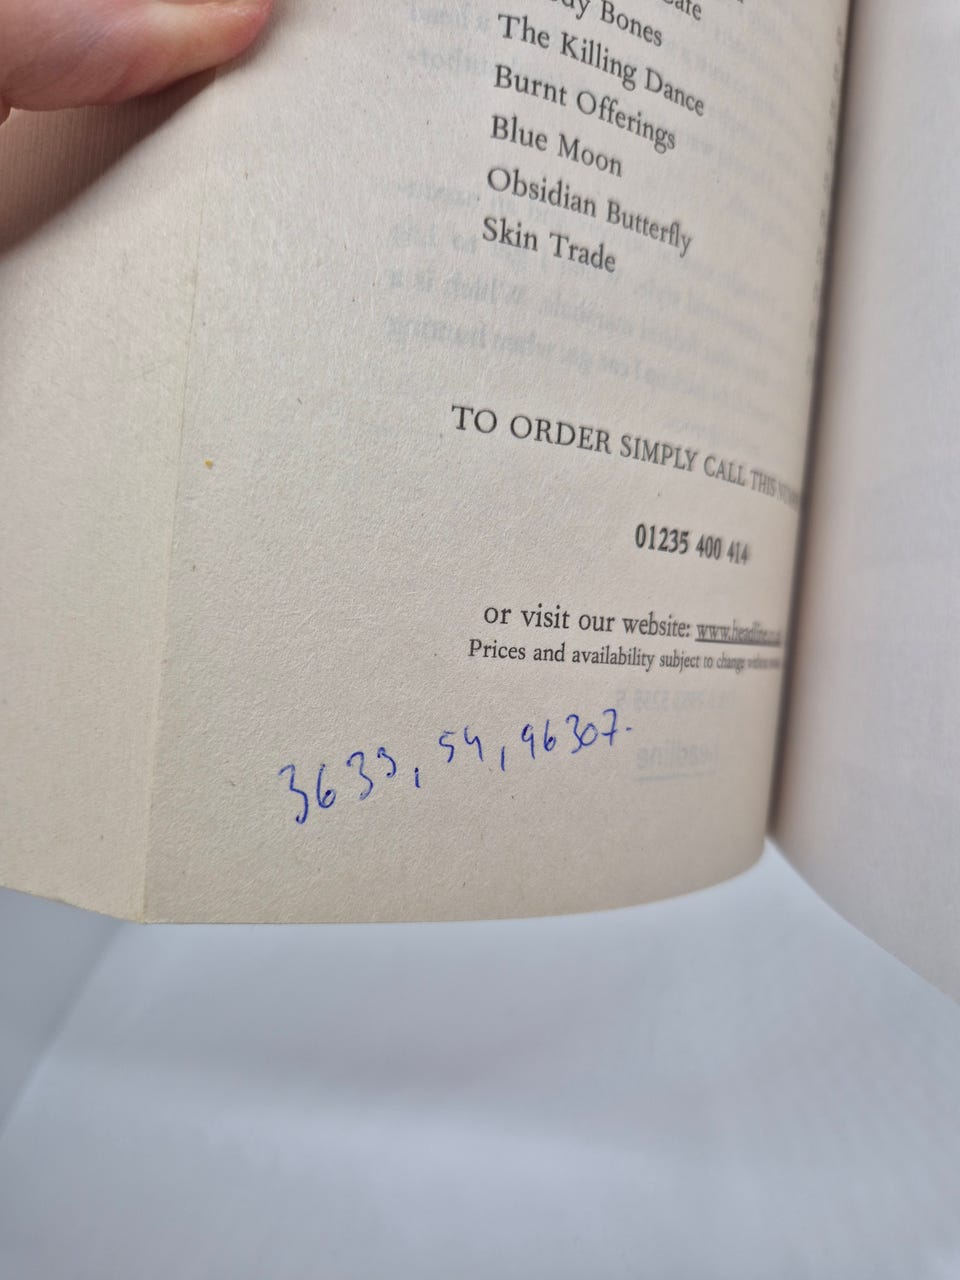 Bones
The Killing Dance
Burnt Offerings
Blue Moon
Obsidian Butterfly
Skin Trade
TO ORDER SIMPLY CALL THIS
01235 400 414
or visit our website:
Prices and availability subject to change
3639, 54, 96307.